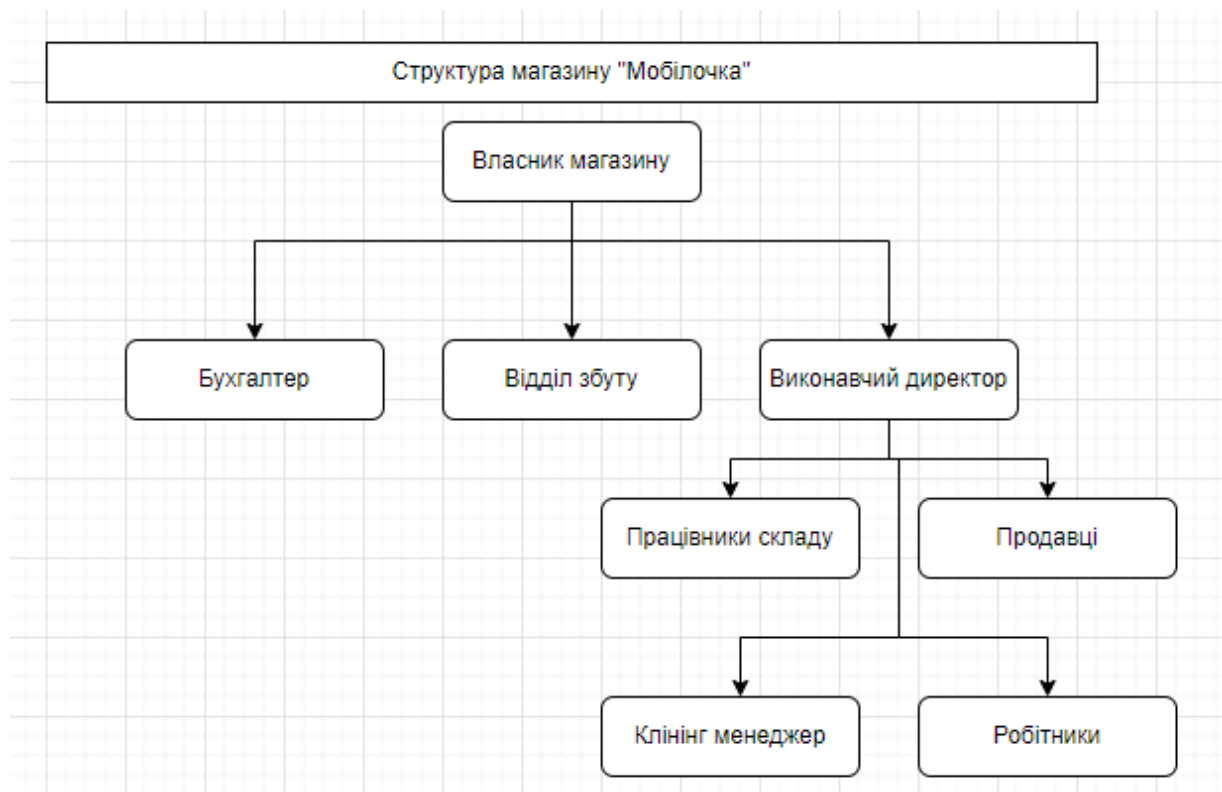 Структура магазину "Мобілочка"
Власник магазину
Бухгалтер
Відділ збуту
Виконавчий директор
Працівники складу
Продавці
Клінінг менеджер
Робітники